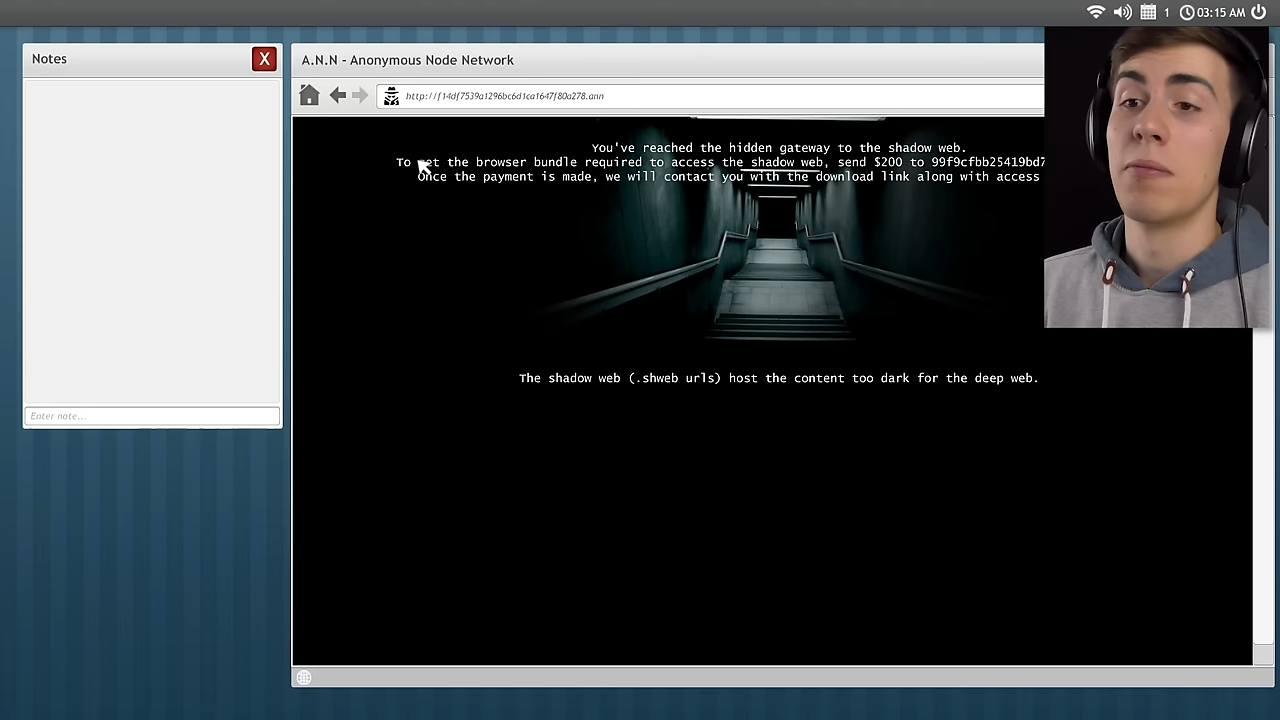 1 03:15 AM
Notes X
A.N.N - Anonymous Node Network
http://f14df7539a1296bc6d1ca1647f80a278.ann
You've reached the hidden gateway to the shadow web.
To get the browser bundle required to access the shadow web, send $200 to 99f9cfbb25419bd7
Once the payment is made, we will contact you with the download link along with access
The shadow web (.shweb urls) host the content too dark for the deep web.
Enter note...